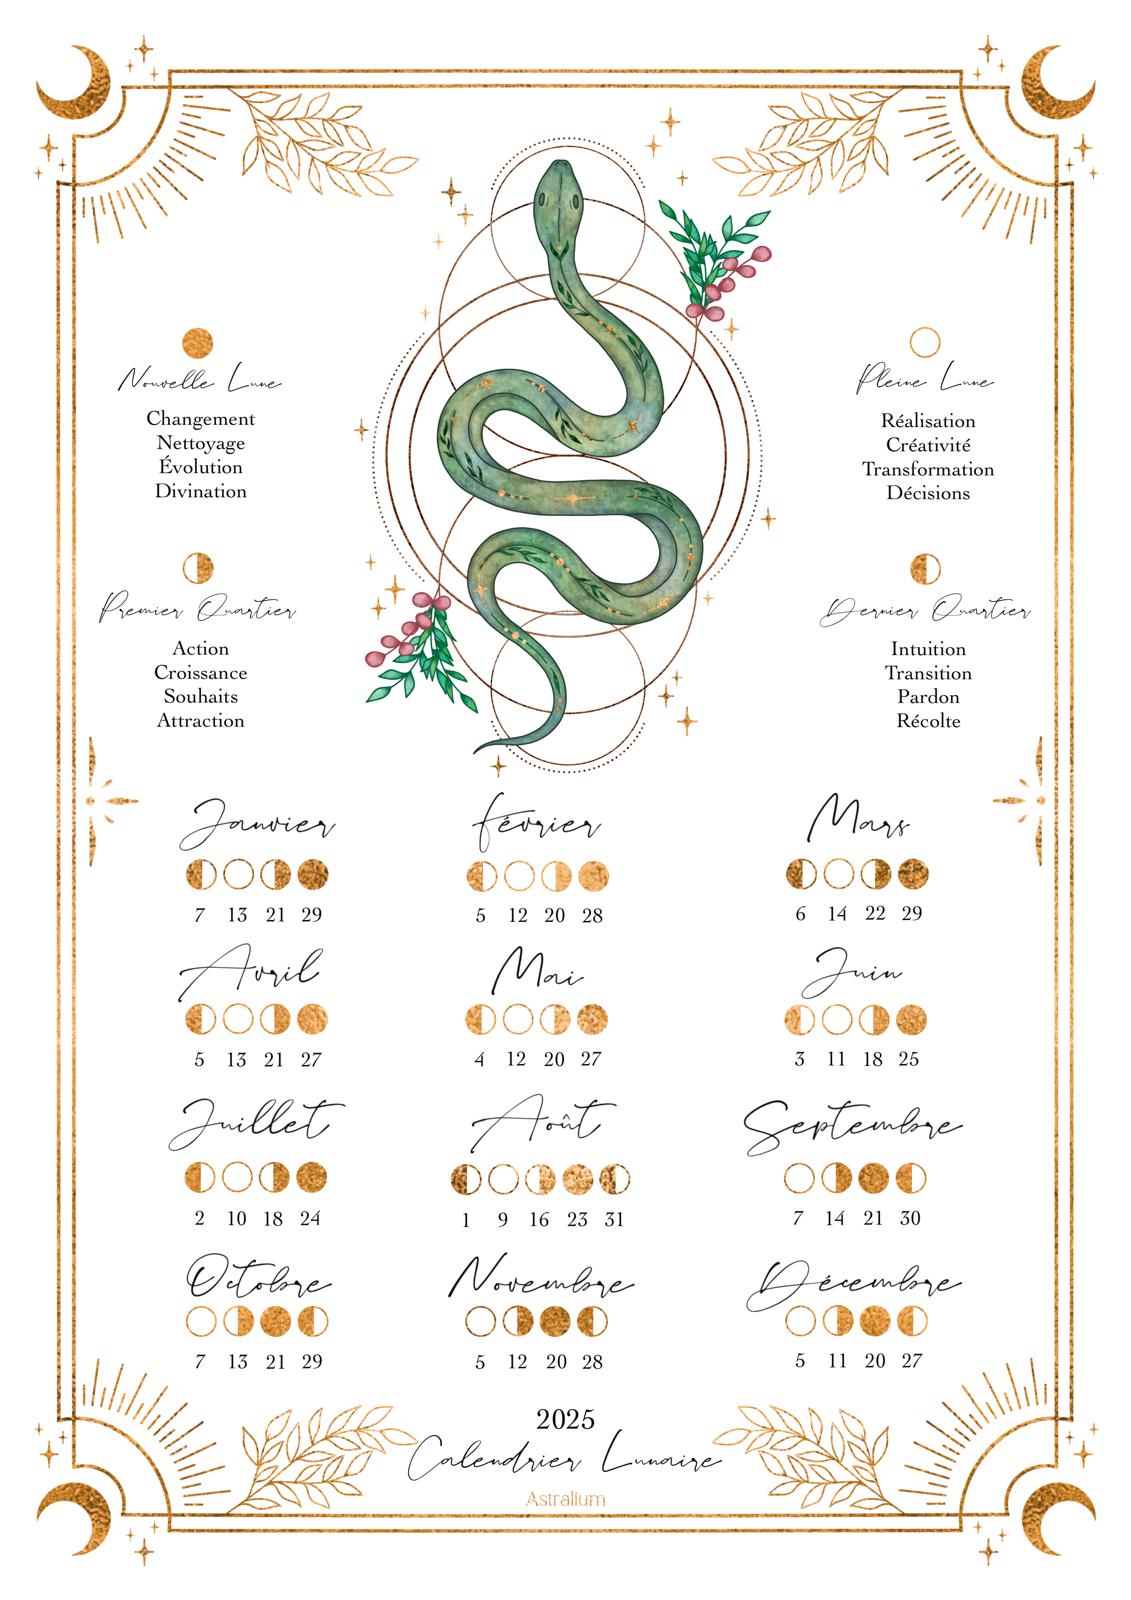 Nouvelle Lune
Changement
Nettoyage
Évolution
Divination
Premier Quartier
Action
Croissance
Souhaits
Attraction
Pleine Lune
Réalisation
Créativité
Transformation
Décisions
Dernier Quartier
Intuition
Transition
Pardon
Récolte
Janvier
7 13 21 29
février
5 12 20 28
Mars
6 14 22 29
Avril
5 13 21 27
Mai
4 12 20 27
Juin
3 11 18 25
Juillet
2 10 18 24
Août
1 9 16 23 31
Septembre
7 14 21 30
Octobre
7 13 21 29
Novembre
5 12 20 28
Décembre
5 11 20 27
2025
Calendrier Lunaire
Astralium